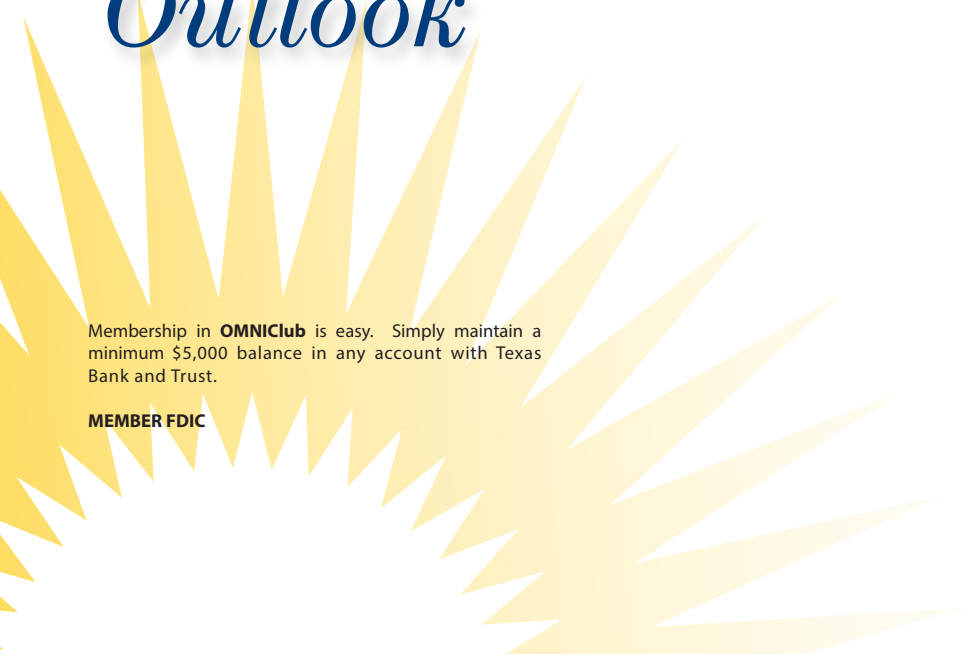 Outlook
Membership in OMNIClub is easy. Simply maintain a
minimum $5,000 balance in any account with Texas
Bank and Trust.
MEMBER FDIC